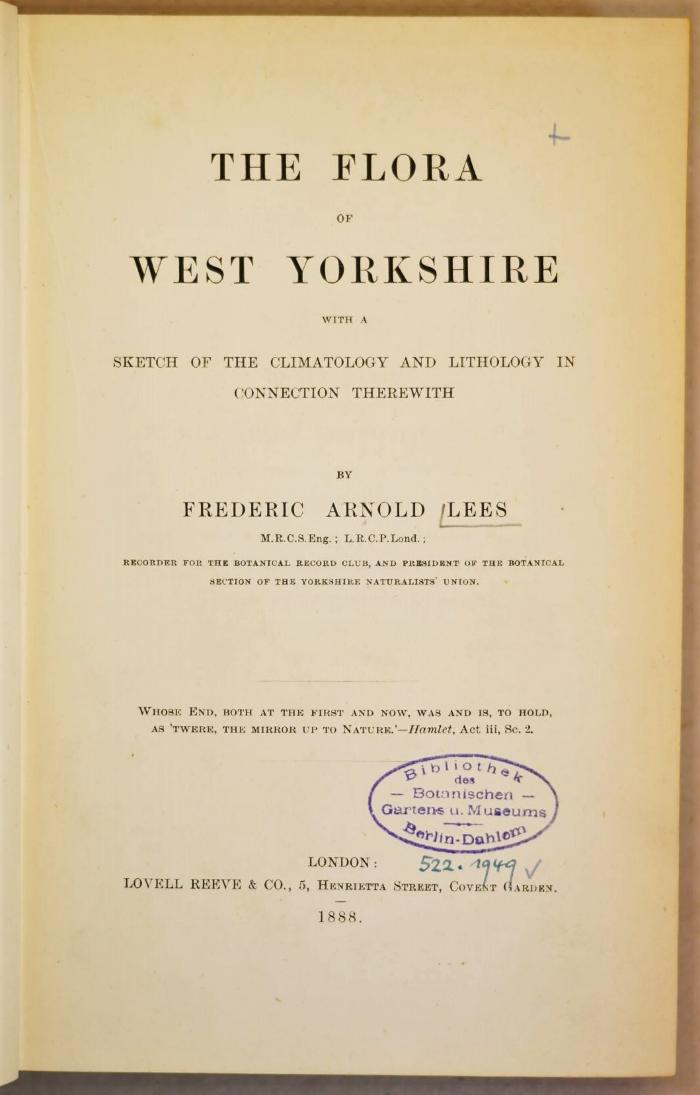 THE FLORA
OF
WEST YORKSHIRE
WITH A
SKETCH OF THE CLIMATOLOGY AND LITHOLOGY IN
CONNECTION THEREWITH
BY
FREDERIC ARNOLD LEES
M.R.C.S.Eng.; L.R.C.P.Lond.;
RECORDER FOR THE BOTANICAL RECORD CLUB, AND PRESIDENT OF THE BOTANICAL
SECTION OF THE YORKSHIRE NATURALISTS' UNION.
'Whose End, both at the first and now, was and is, to hold,
as 'twere, the mirror up to Nature.'—Hamlet, Act iii, Sc. 2.
Bibliothek
des
— Botanischen —
Gartens u. Museums
Berlin-Dahlem
522.1949 ✓
LONDON:
LOVELL REEVE & CO., 5, Henrietta Street, Covent Garden.
1888.